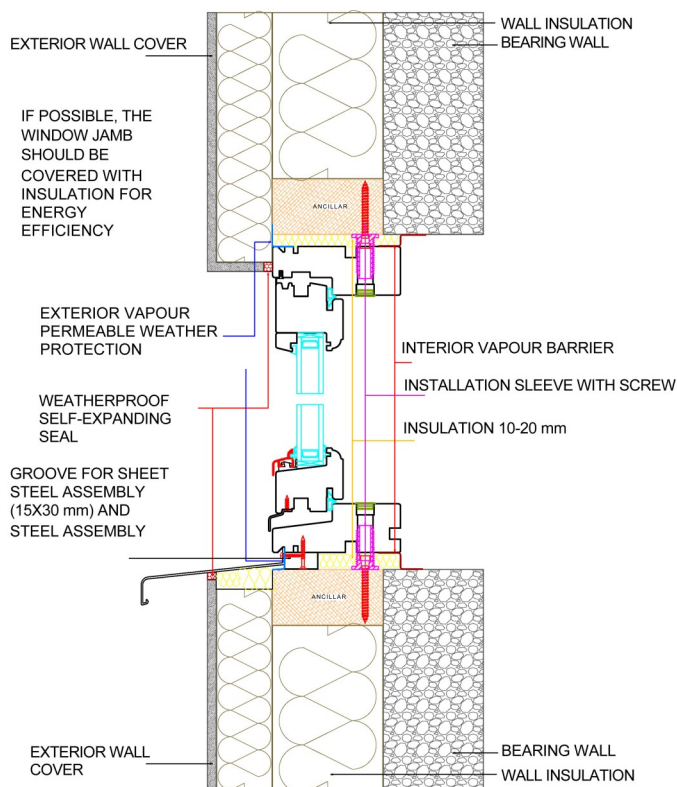 WALL INSULATION
EXTERIOR WALL COVER
BEARING WALL
IF POSSIBLE, THE
WINDOW JAMB
SHOULD BE
COVERED WITH
INSULATION FOR
ENERGY
EFFICIENCY
ANCILLAR
EXTERIOR VAPOUR
PERMEABLE WEATHER
PROTECTION
INTERIOR VAPOUR BARRIER
INSTALLATION SLEEVE WITH SCREW
WEATHERPROOF
SELF-EXPANDING
SEAL
INSULATION 10-20 mm
GROOVE FOR SHEET
STEEL ASSEMBLY
(15X30 mm) AND
STEEL ASSEMBLY
ANCILLAR
EXTERIOR WALL
COVER
BEARING WALL
WALL INSULATION